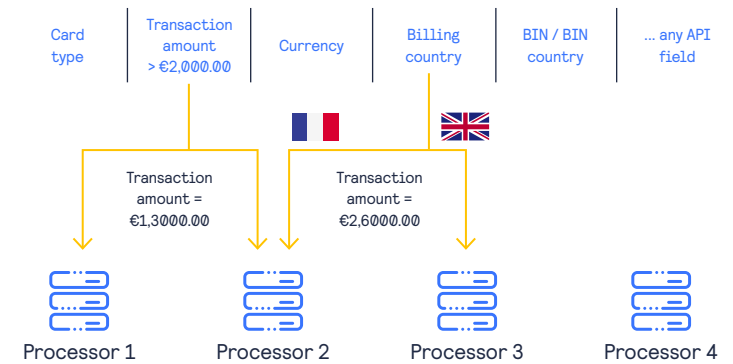 Card
type
Transaction
amount
> €2,000.00
Currency
Billing
country
BIN / BIN
country
... any API
field
Transaction
amount =
€1,3000.00
Transaction
amount =
€2,6000.00
Processor 1
Processor 2
Processor 3
Processor 4